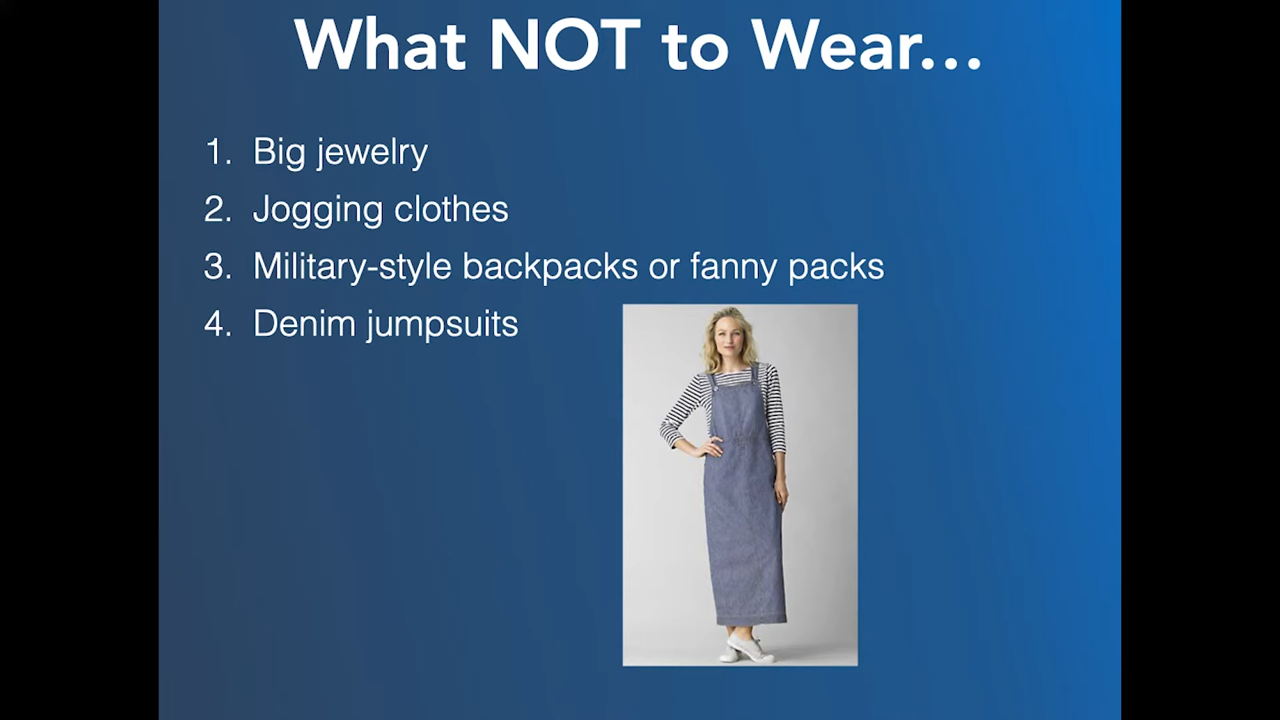 What NOT to Wear...
1. Big jewelry
2. Jogging clothes
3. Military-style backpacks or fanny packs
4. Denim jumpsuits